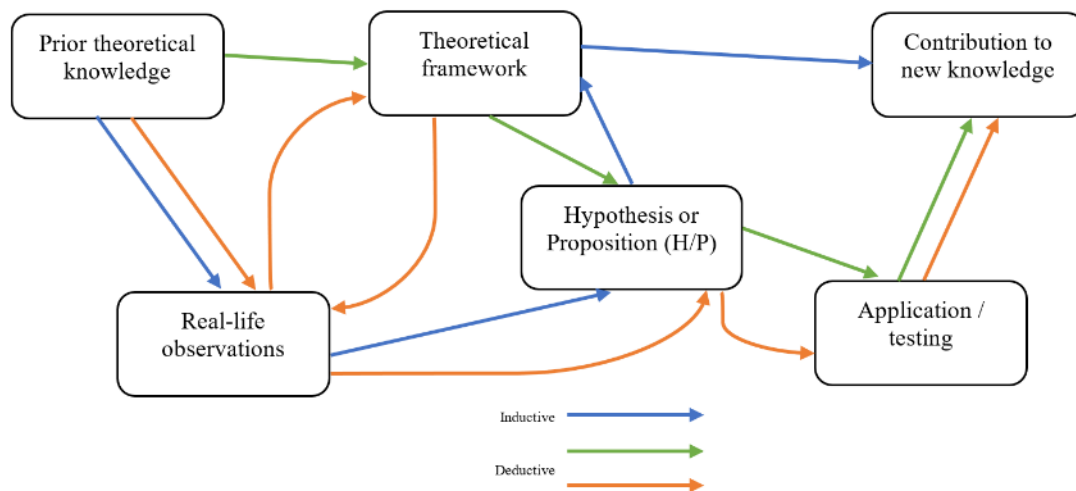 Prior theoretical
knowledge
Theoretical
framework
Contribution to
new knowledge
Hypothesis or
Proposition (H/P)
Real-life
observations
Application /
testing
Inductive
Deductive